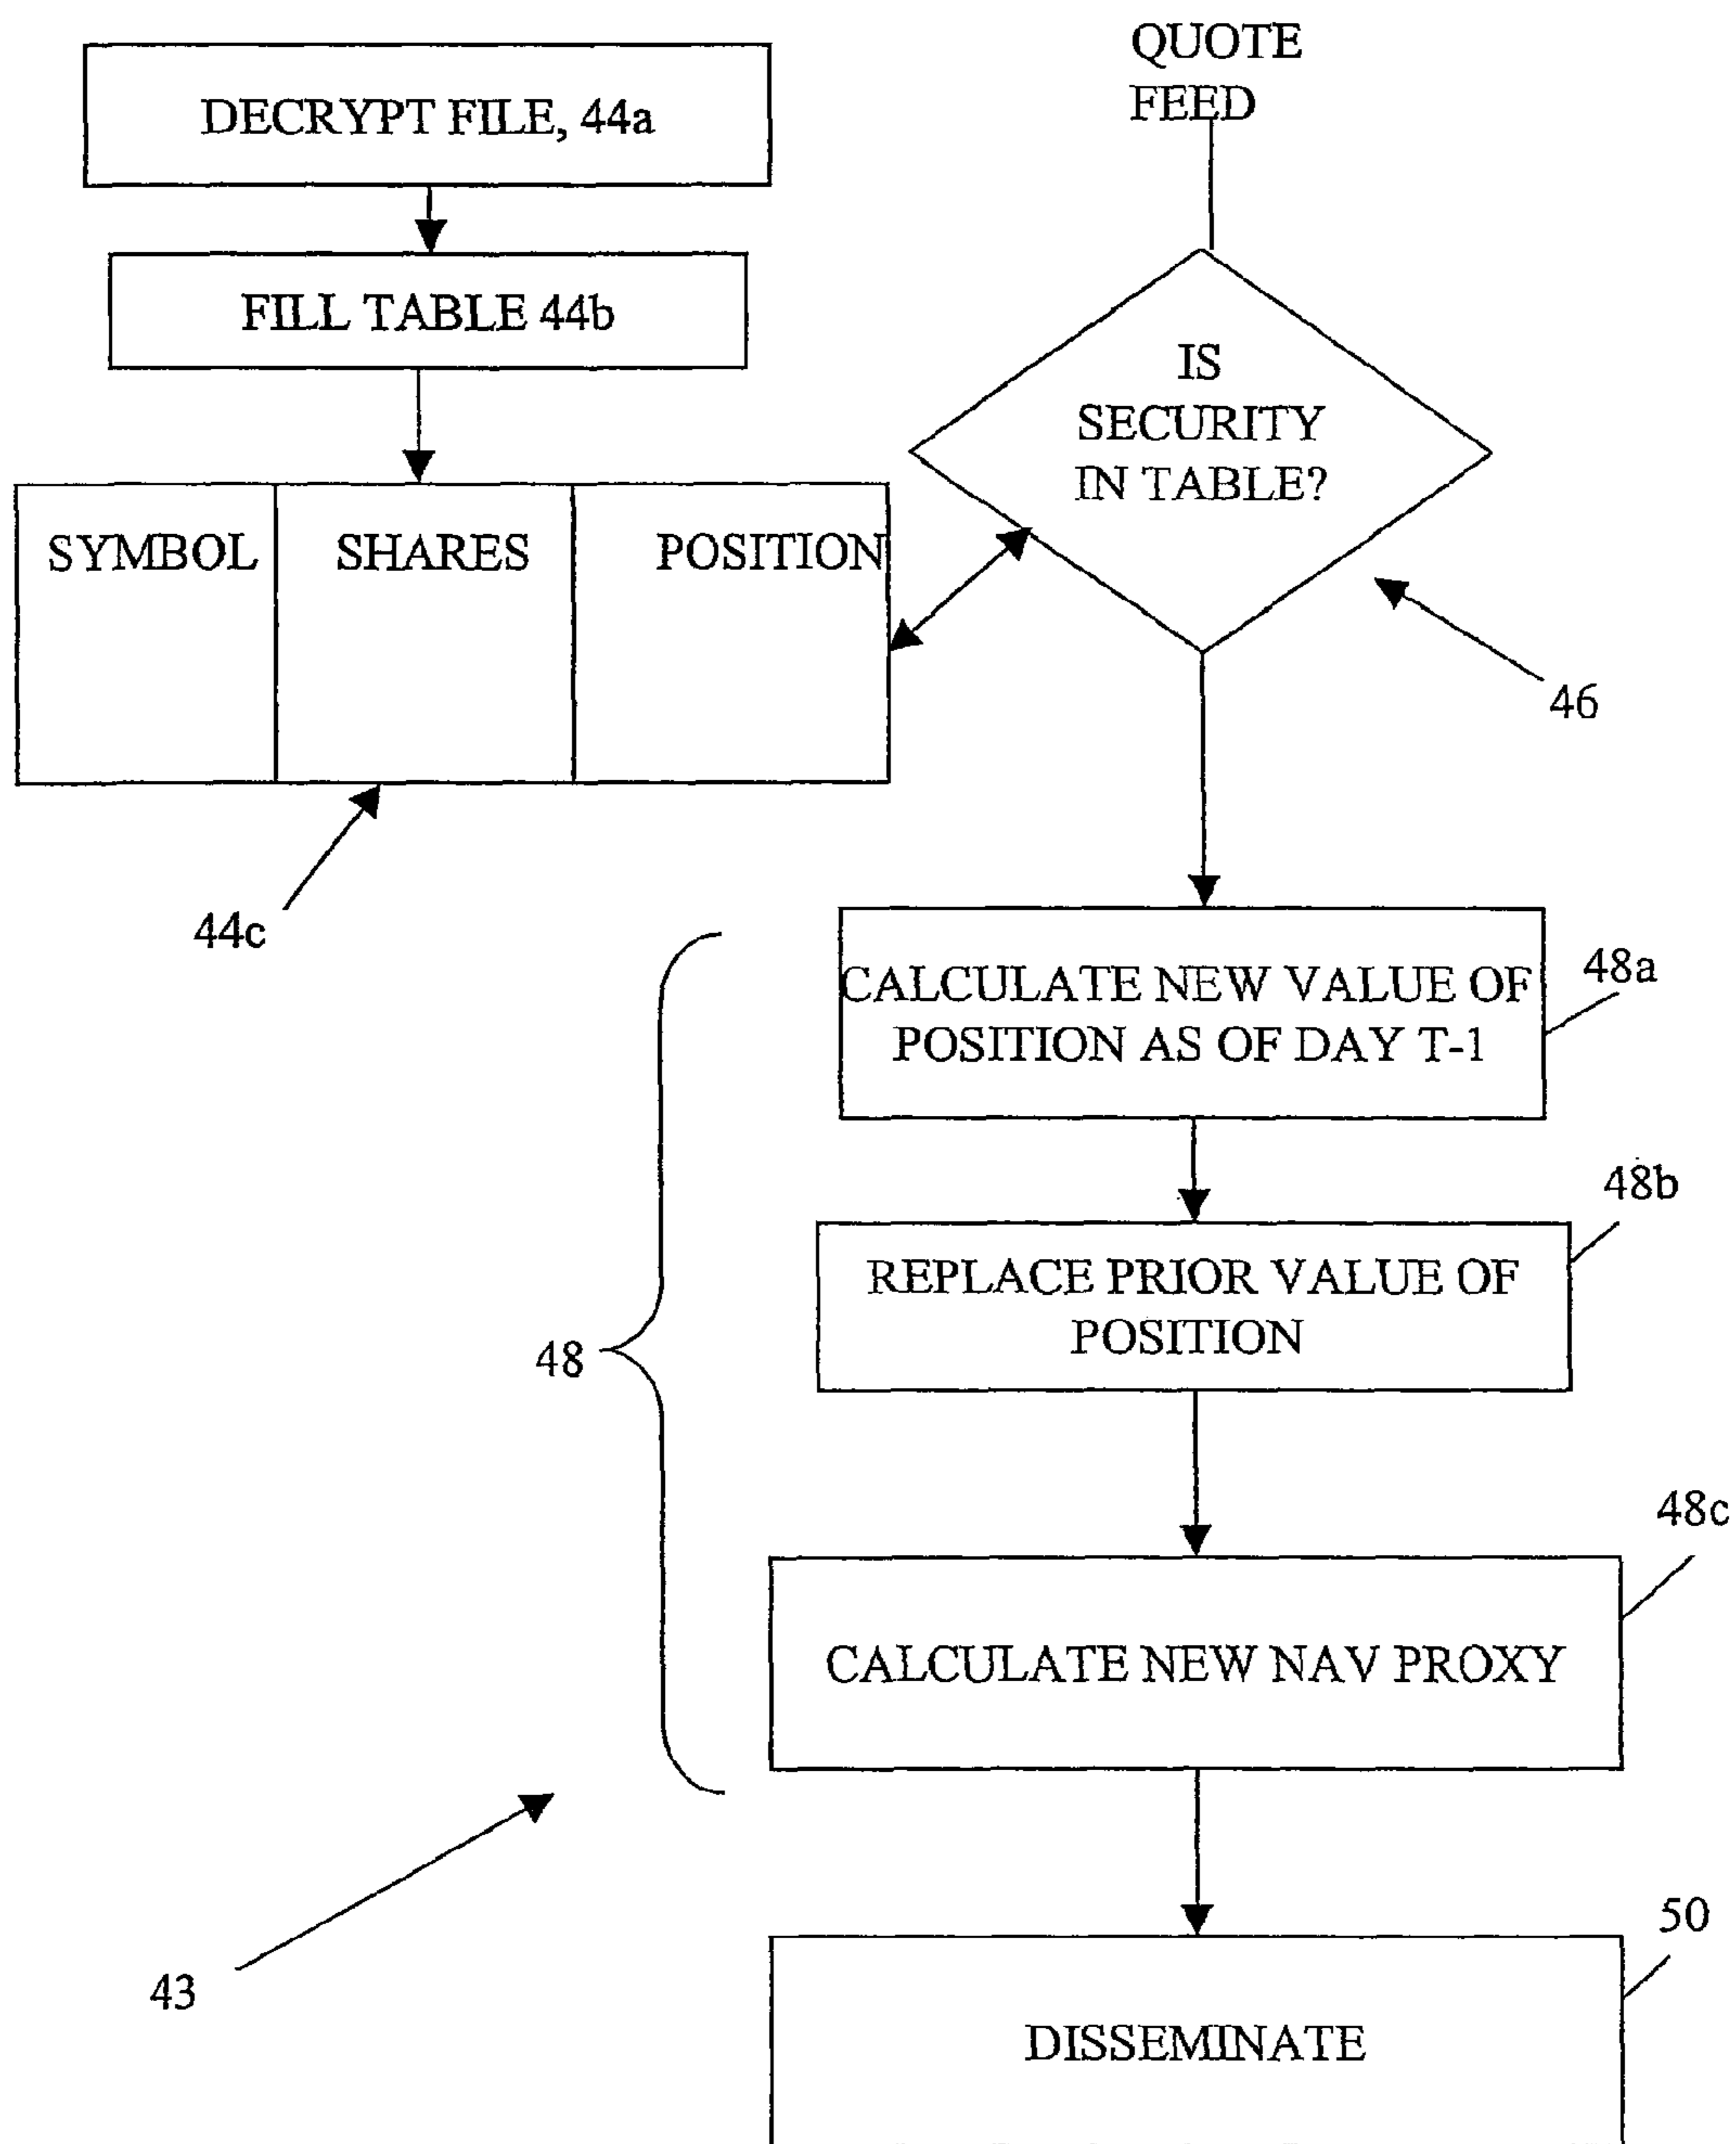 DECRYPT FILE, 44a
FILL TABLE 44b
SYMBOL SHARES POSITION
44c
QUOTE
FEED
IS
SECURITY
IN TABLE?
46
48
CALCULATE NEW VALUE OF
POSITION AS OF DAY T-1
48a
REPLACE PRIOR VALUE OF
POSITION
48b
CALCULATE NEW NAV PROXY
48c
43
DISSEMINATE
50